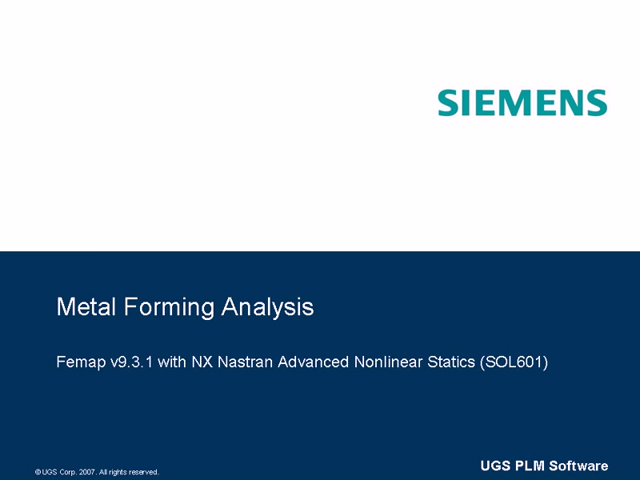 SIEMENS
Metal Forming Analysis
Femap v9.3.1 with NX Nastran Advanced Nonlinear Statics (SOL601)
© UGS Corp. 2007. All rights reserved.
UGS PLM Software